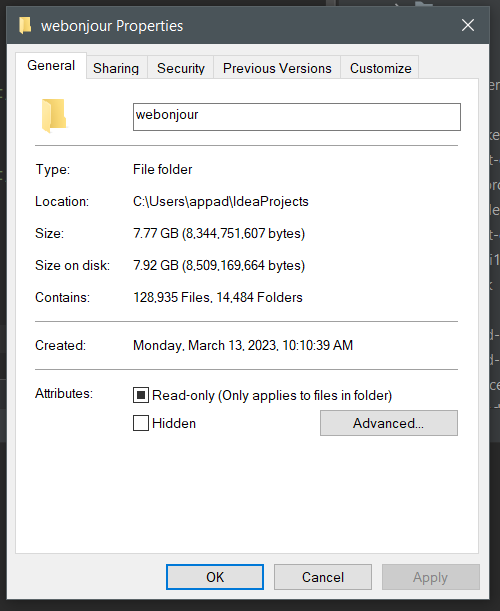 webonjour Properties
General
Sharing
Security
Previous Versions
Customize
webonjour
Type: File folder
Location: C:\Users\appad\IdeaProjects
Size: 7.77 GB (8,344,751,607 bytes)
Size on disk: 7.92 GB (8,509,169,664 bytes)
Contains: 128,935 Files, 14,484 Folders
Created: Monday, March 13, 2023, 10:10:39 AM
Attributes: Read-only (Only applies to files in folder)
Hidden
Advanced...
OK
Cancel
Apply